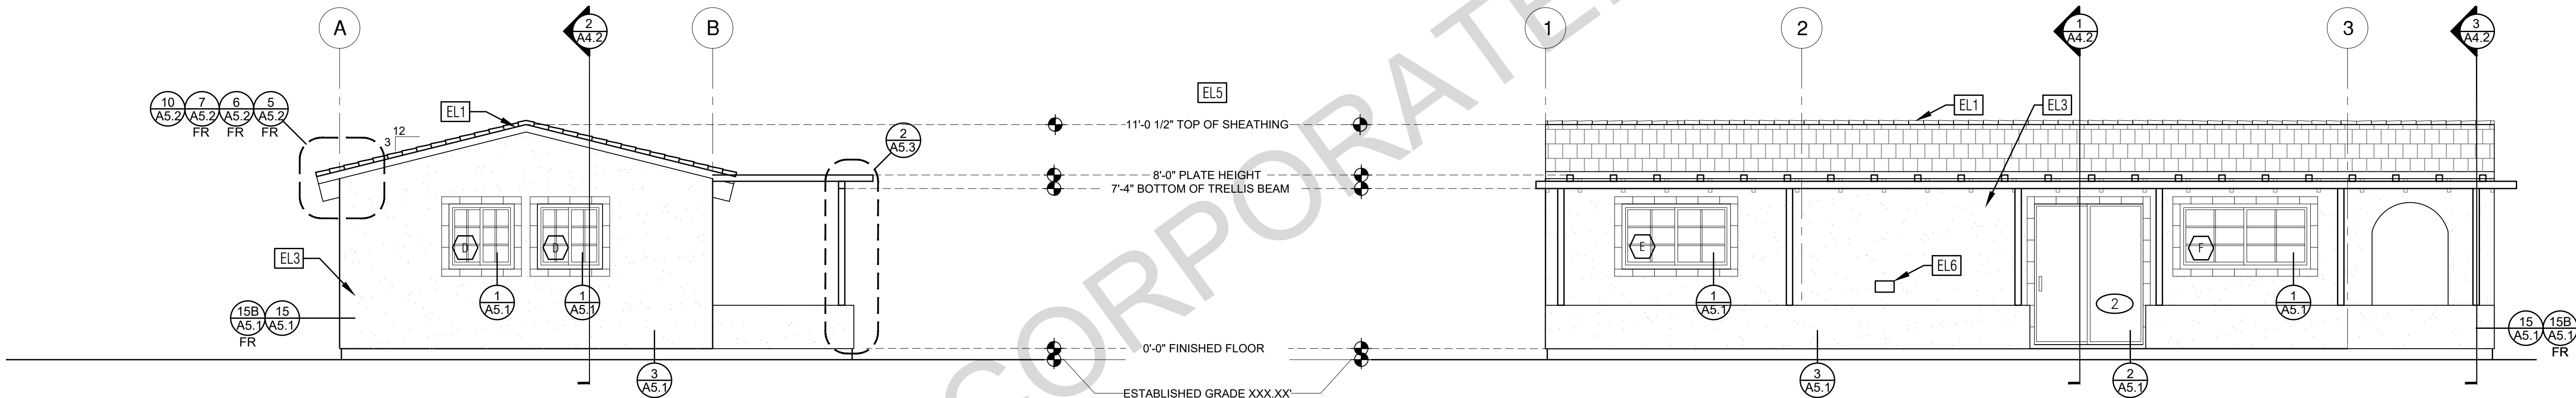 A
2
A4.2
B
1
2
1
A4.2
3
3
A4.2
CORPORATE
10
A5.2
7
A5.2
FR
6
A5.2
FR
5
A5.2
FR
EL1
12
3
2
A5.3
EL5
11'-0 1/2" TOP OF SHEATHING
8'-0" PLATE HEIGHT
7'-4" BOTTOM OF TRELLIS BEAM
EL1
EL3
D
D
EL3
1
A5.1
1
A5.1
15B
A5.1
FR
15
A5.1
3
A5.1
0'-0" FINISHED FLOOR
ESTABLISHED GRADE XXX.XX'
E
1
A5.1
EL6
2
F
1
A5.1
15
A5.1
15B
A5.1
FR
3
A5.1
2
A5.1